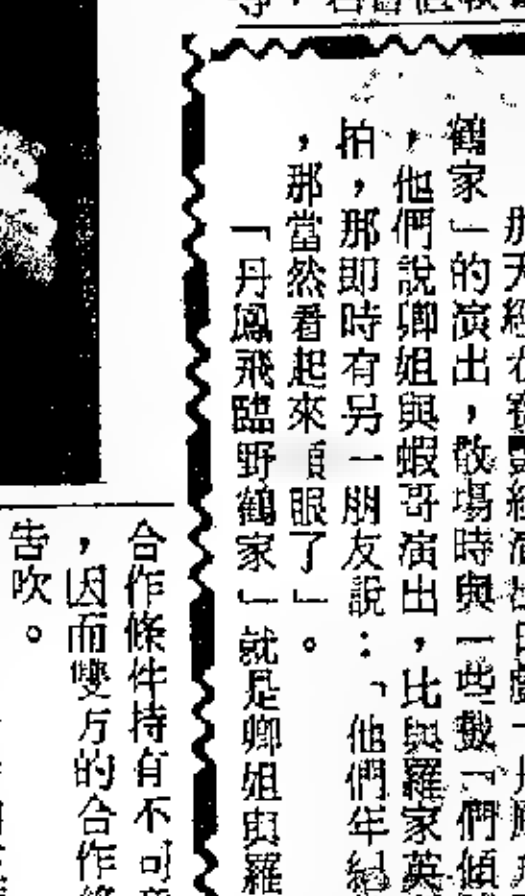 鶴家」的演出，散場時與一些戲「們傾
，他們說卿姐與蝦哥演出，比與羅家英
拍，那即時有另一朋友說：「他們年紀
，那當然看起來順眼了」。
「丹鳳飛臨野鶴家」就是卿姐與羅
合作條件持有不可
，因而雙方的合作
告吹。